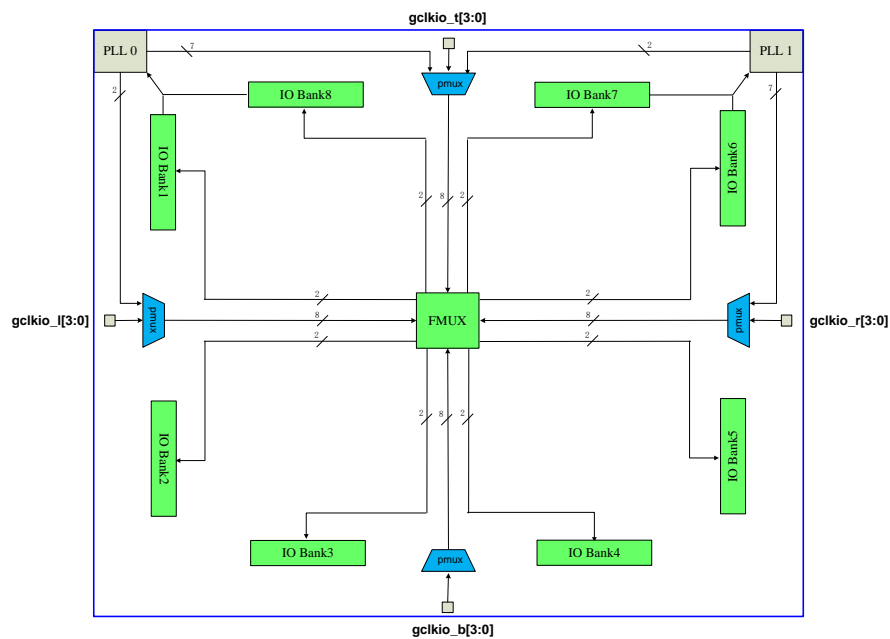 gclkio_t[3:0]
PLL 0
7
2
PLL 1
pmux
2
7
IO Bank8
IO Bank7
IO Bank1
IO Bank6
2
8
2
2
2
gclkio_l[3:0]
pmux
8
FMUX
8
pmux
gclkio_r[3:0]
2
2
2
8
2
IO Bank2
IO Bank5
IO Bank3
pmux
IO Bank4
gclkio_b[3:0]